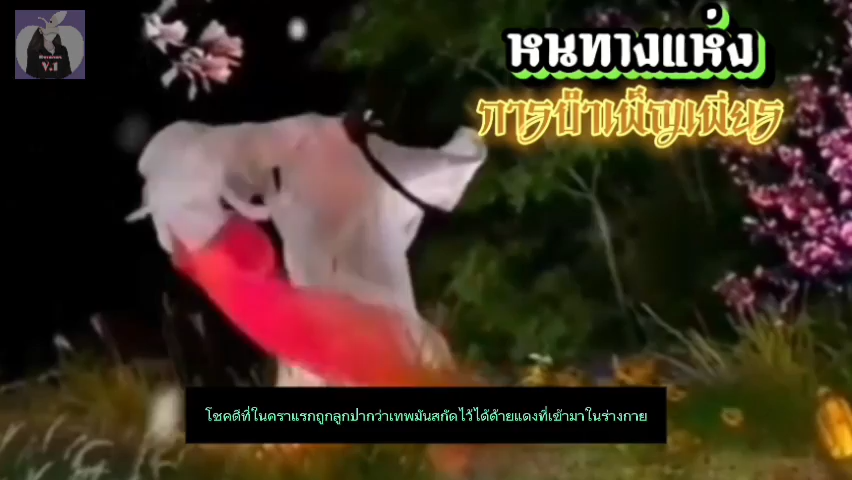 หนทางแห่ง
การบำเพ็ญเพียร
V.1
โชคดีที่ในคราแรกถูกลูกปากว่าเทพมันสกัดไว้ได้ด้ายแดงที่เข้ามาในร่างกาย